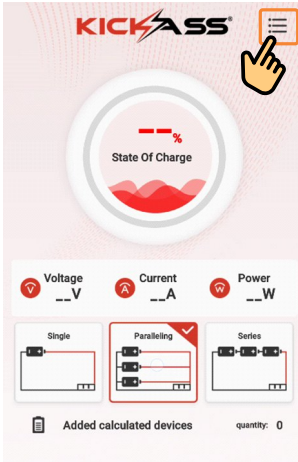 KICKASS®
--%
State Of Charge
Voltage Current Power
V __V A __A W __W
Single Paralleling Series
Added calculated devices quantity: 0